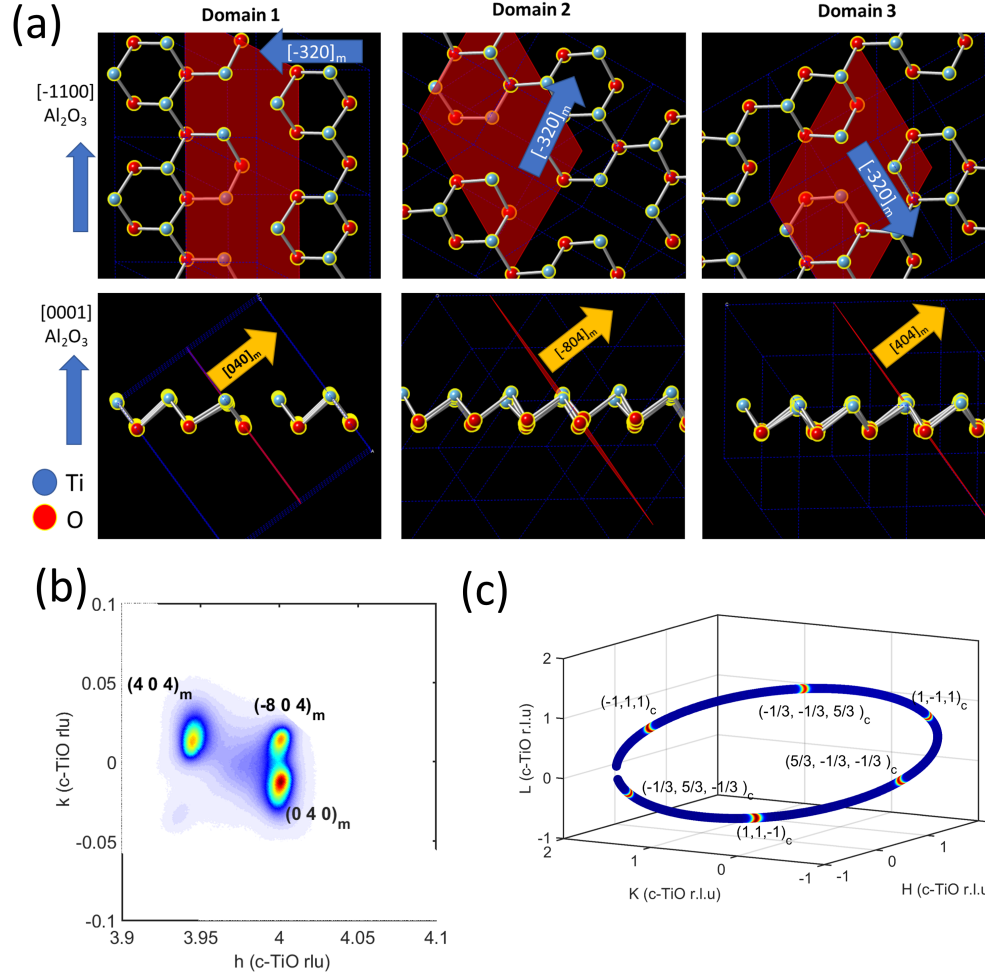 (a)
Domain 1
Domain 2
Domain 3
[-1100]
Al2O3
[-320]m
[-320]m
[-320]m
[0001]
Al2O3
[040]m
[-804]m
[404]m
Ti
O
(b)
0.1
0.05
0
-0.05
-0.1
k (c-TiO rlu)
(4 0 4)m
(-8 0 4)m
(0 4 0)m
3.9
3.95
4
4.05
4.1
h (c-TiO rlu)
(c)
2
1
0
-1
L (c-TiO r.l.u)
(-1,1,1)c
(-1/3, -1/3, 5/3 )c
(1,-1,1)c
(5/3, -1/3, -1/3 )c
(-1/3, 5/3, -1/3 )c
(1,1,-1)c
2
1
0
-1
K (c-TiO r.l.u)
-1
0
1
H (c-TiO r.l.u